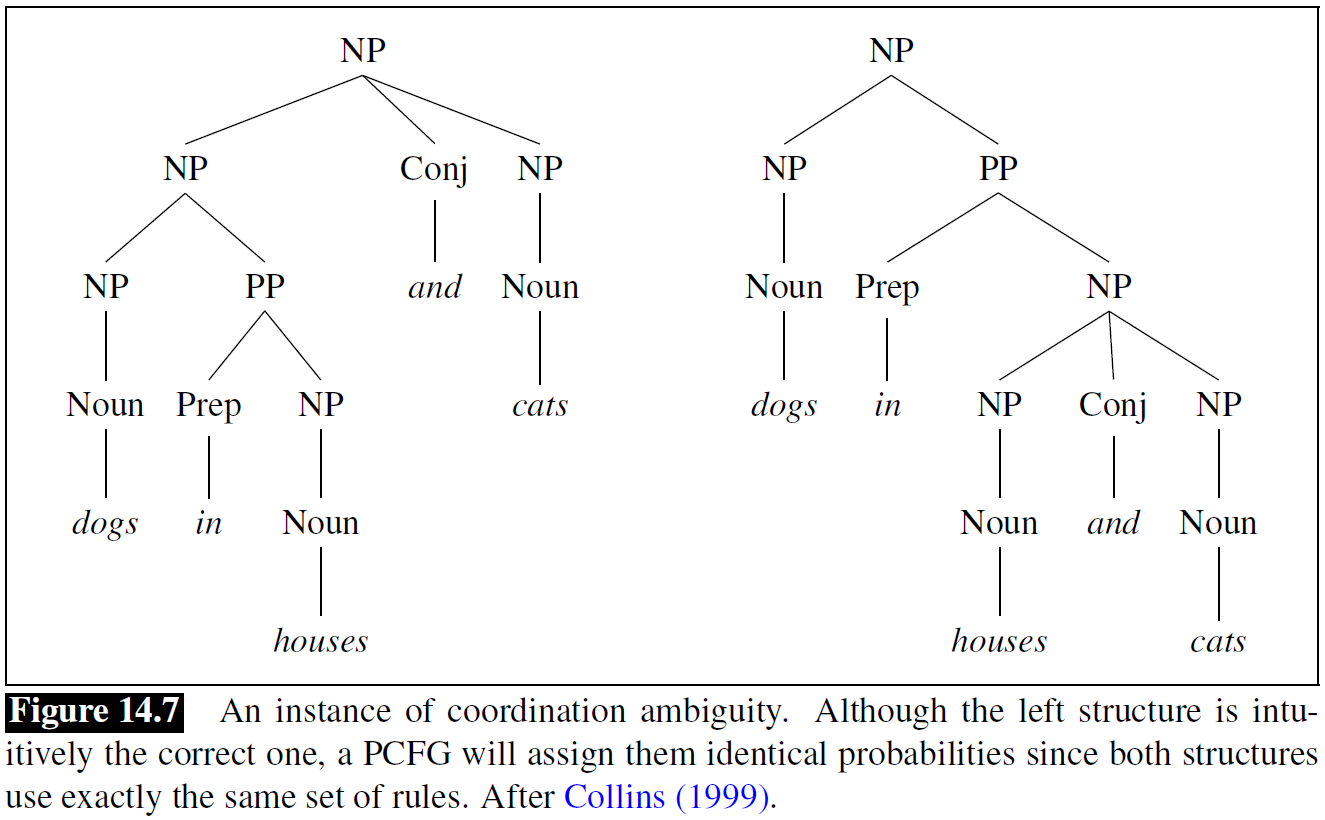 NP NP
NP Conj NP NP PP
NP PP and Noun Noun Prep NP
Noun Prep NP cats dogs in NP Conj NP
dogs in Noun Noun and Noun
houses houses cats
Figure 14.7 An instance of coordination ambiguity. Although the left structure is intu-
itively the correct one, a PCFG will assign them identical probabilities since both structures
use exactly the same set of rules. After Collins (1999).